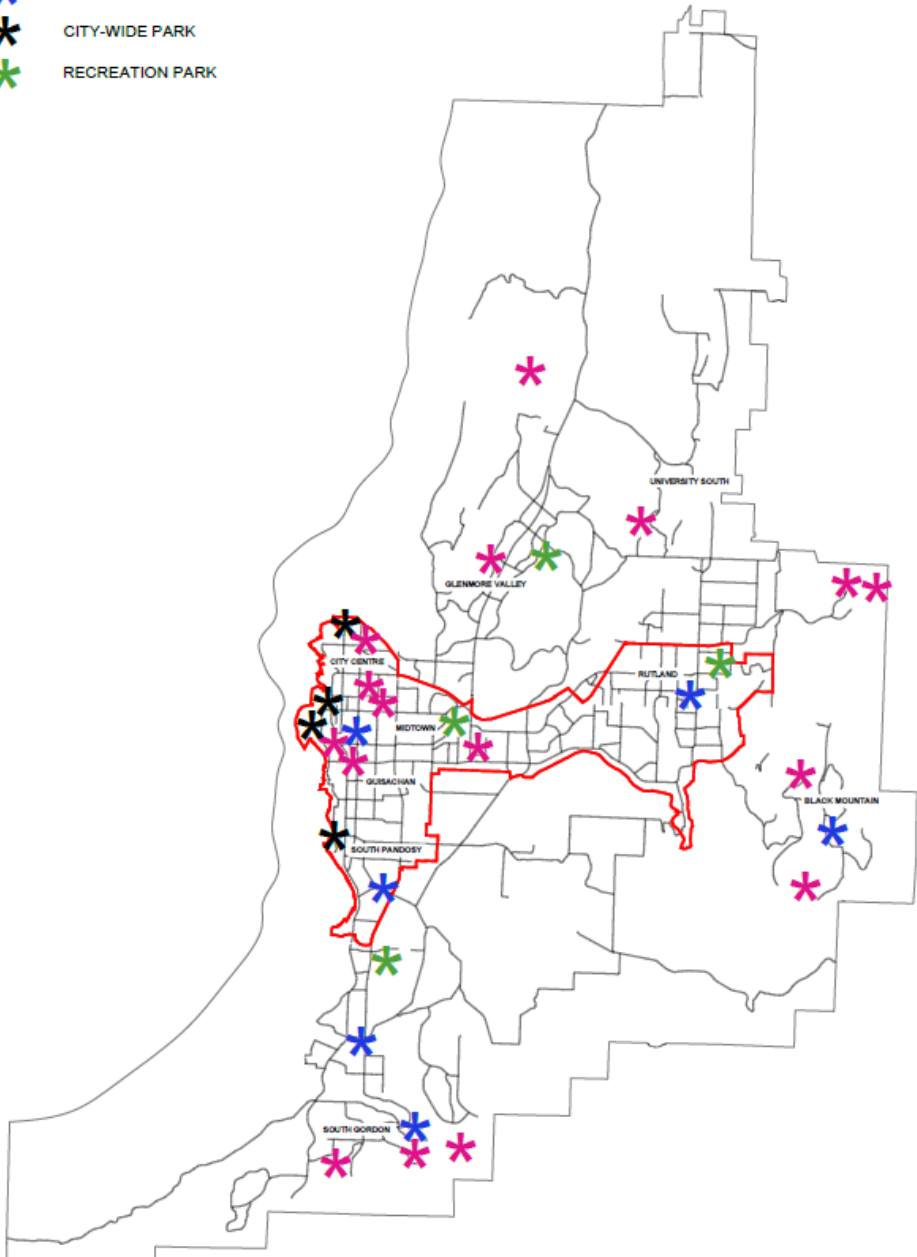 CITY-WIDE PARK
RECREATION PARK
UNIVERSITY SOUTH
GLENMORE VALLEY
CITY CENTRE
RUTLAND
MIDTOWN
GUISACHAN
BLACK MOUNTAIN
SOUTH PANDOSY
SOUTH GORDON